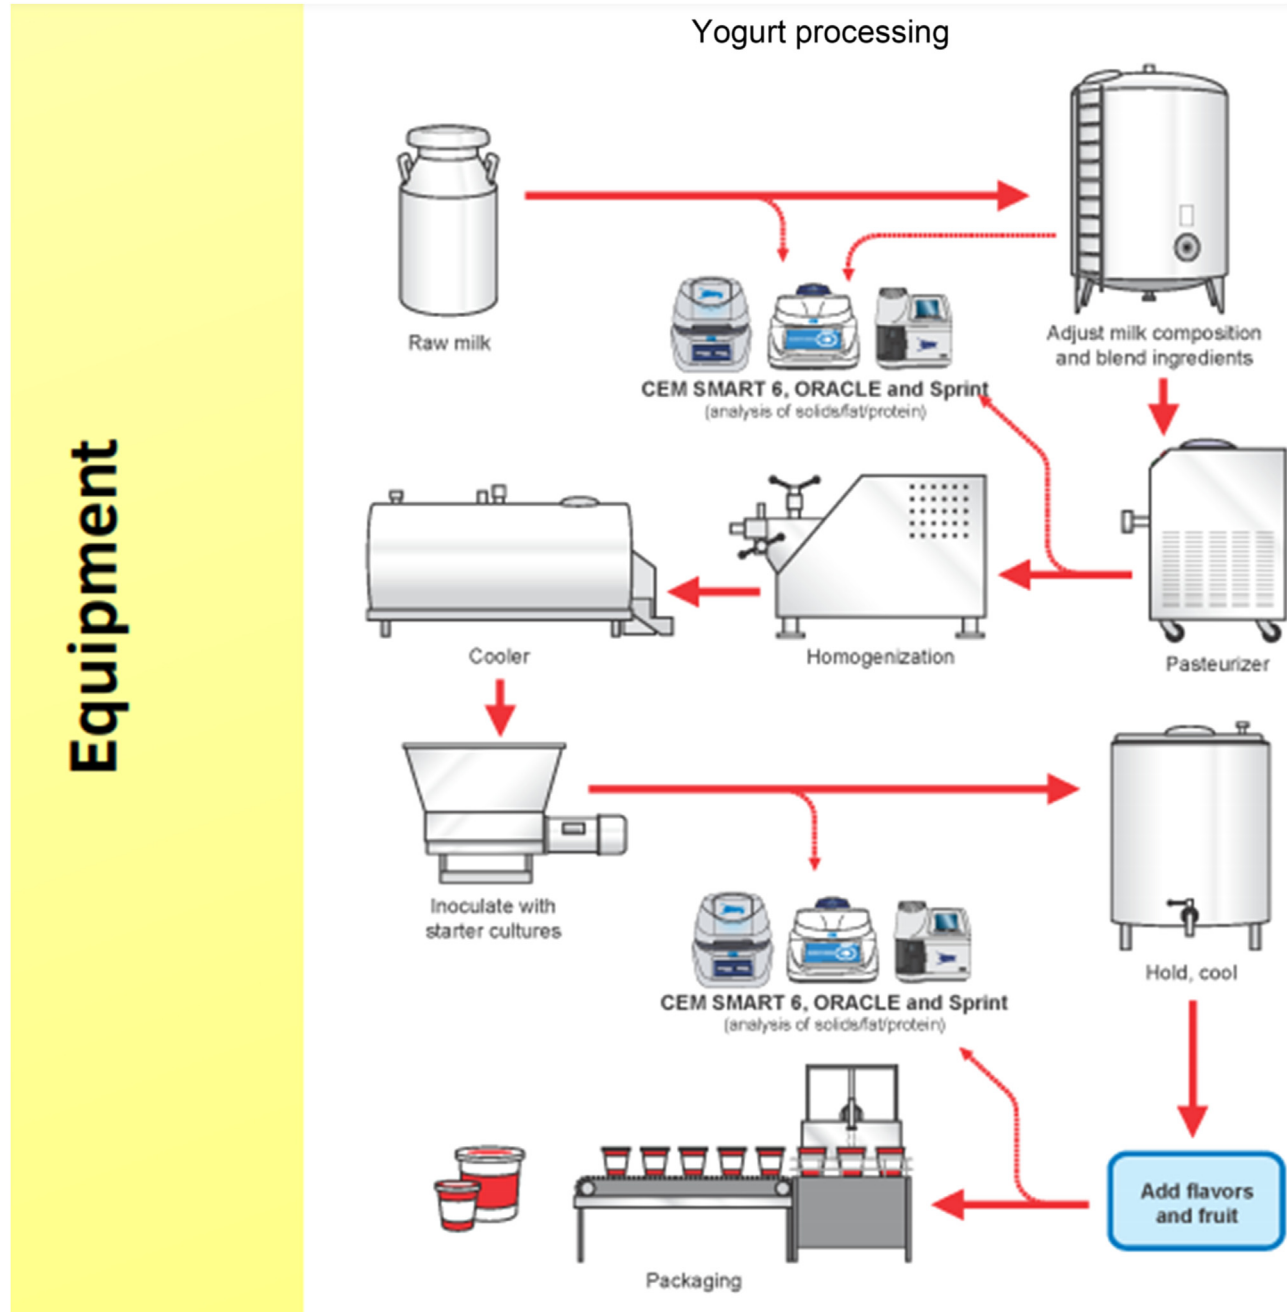 Yogurt processing
Equipment
Raw milk
Adjust milk composition
and blend ingredients
CEM SMART 6, ORACLE and Sprint
(analysis of solids/fat/protein)
Cooler
Homogenization
Pasteurizer
Inoculate with
starter cultures
Hold, cool
CEM SMART 6, ORACLE and Sprint
(analysis of solids/fat/protein)
Add flavors
and fruit
Packaging